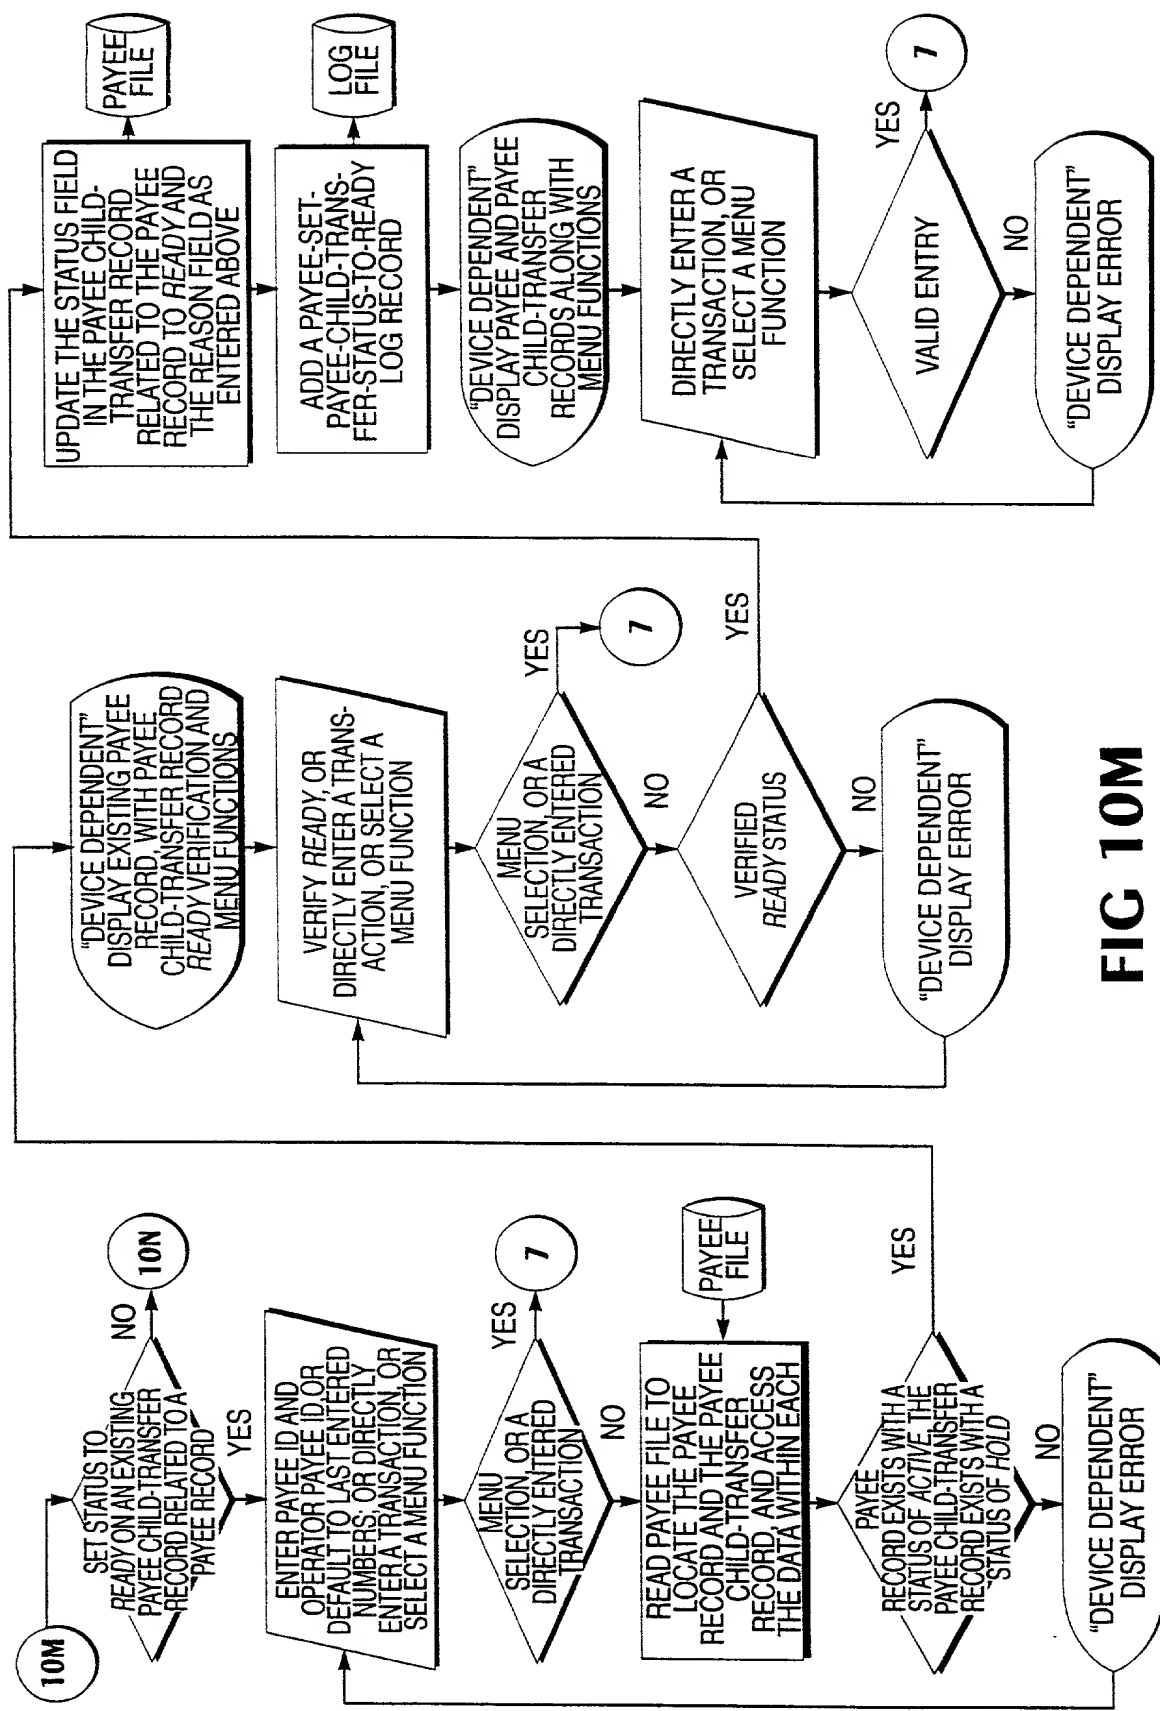 10M
SET STATUS TO
READY ON AN EXISTING
PAYEE CHILD-TRANSFER
RECORD RELATED TO A
PAYEE RECORD
NO
10N
YES
ENTER PAYEE ID AND
OPERATOR PAYEE ID OR
DEFAULT TO LAST ENTERED
NUMBERS: OR DIRECTLY
ENTER A TRANSACTION, OR
SELECT A MENU FUNCTION
MENU
SELECTION, OR A
DIRECTLY ENTERED
TRANSACTION
YES
7
NO
READ PAYEE FILE TO
LOCATE THE PAYEE
RECORD AND THE PAYEE
CHILD-TRANSFER
RECORD, AND ACCESS
THE DATA WITHIN EACH
PAYEE
FILE
PAYEE
RECORD EXISTS WITH A
STATUS OF ACTIVE, THE
PAYEE CHILD-TRANSFER
RECORD EXISTS WITH A
STATUS OF HOLD
YES
NO
"DEVICE DEPENDENT"
DISPLAY ERROR
"DEVICE DEPENDENT"
DISPLAY EXISTING PAYEE
RECORD, WITH PAYEE
CHILD-TRANSFER RECORD
READY VERIFICATION AND
MENU FUNCTIONS
VERIFY READY, OR
DIRECTLY ENTER A TRANS-
ACTION, OR SELECT A
MENU FUNCTION
MENU
SELECTION, OR A
DIRECTLY ENTERED
TRANSACTION
YES
7
NO
VERIFIED
READY STATUS
YES
NO
"DEVICE DEPENDENT"
DISPLAY ERROR
UPDATE THE STATUS FIELD
IN THE PAYEE CHILD-
TRANSFER RECORD
RELATED TO THE PAYEE
RECORD TO READY AND
THE REASON FIELD AS
ENTERED ABOVE
PAYEE
FILE
ADD A PAYEE-SET-
PAYEE-CHILD-TRANS-
FER-STATUS-TO-READY
LOG RECORD
LOG
FILE
"DEVICE DEPENDENT"
DISPLAY PAYEE AND PAYEE
CHILD-TRANSFER
RECORDS ALONG WITH
MENU FUNCTIONS
DIRECTLY ENTER A
TRANSACTION, OR
SELECT A MENU
FUNCTION
VALID ENTRY
YES
7
NO
"DEVICE DEPENDENT"
DISPLAY ERROR
FIG 10M